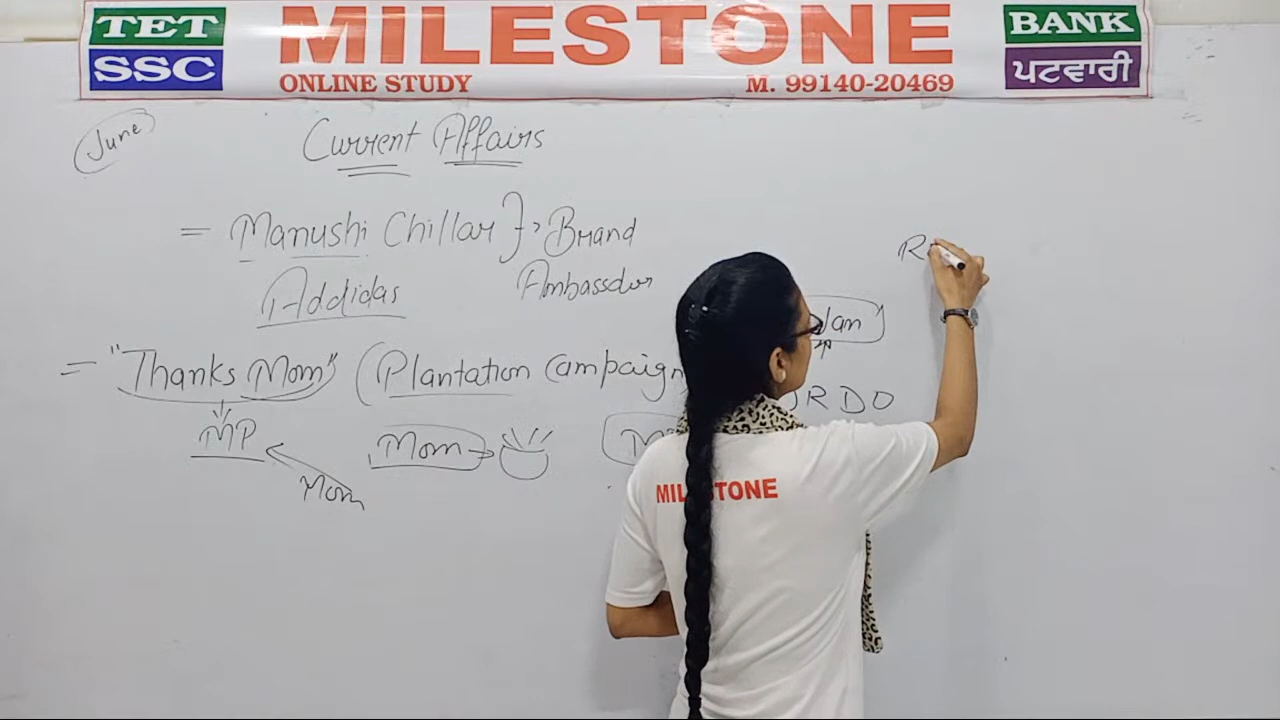 TET
SSC
MILESTONE
ONLINE STUDY
M. 99140-20469
BANK
ਪਟਵਾਰੀ
June
Current Affairs
= Manushi Chillar } > Brand
Addidas Ambassdor
Jan
= "Thanks Mom" (Plantation Campaign
RDO
MP
Mom
Mom
R
MILESTONE